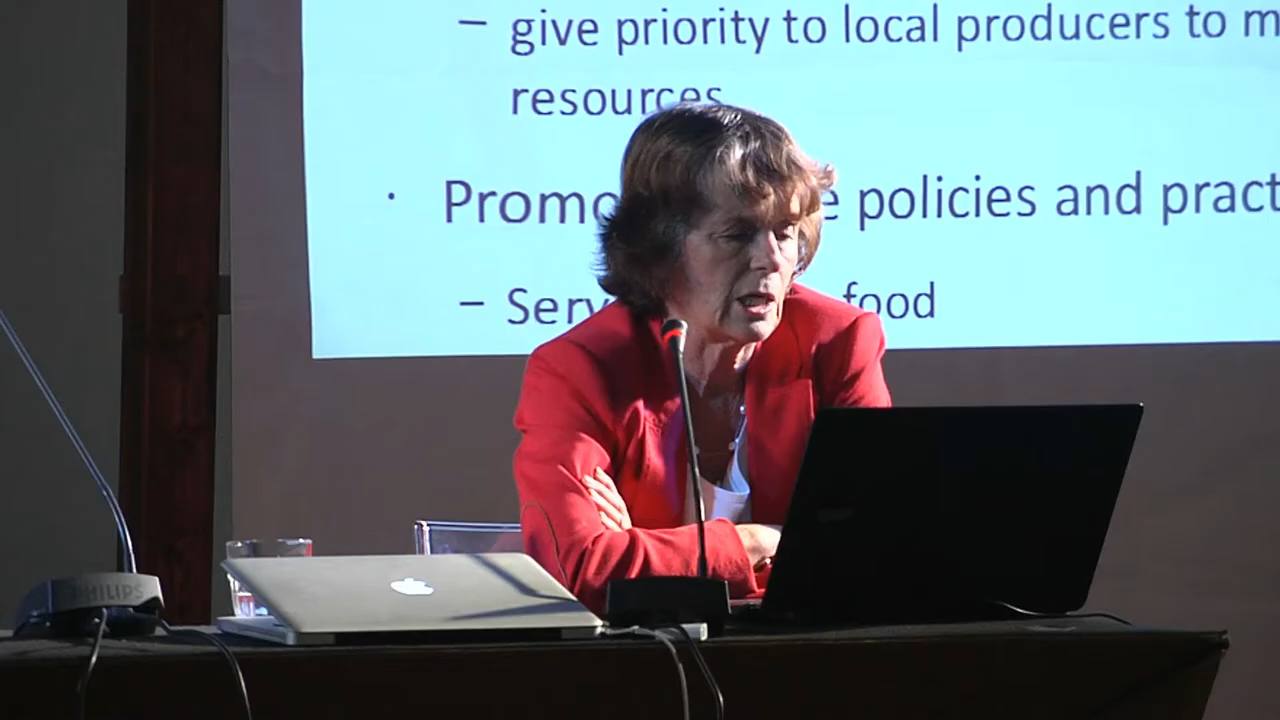 – give priority to local producers to m
resources
· Promo e policies and pract
– Serv food
PHILIPS